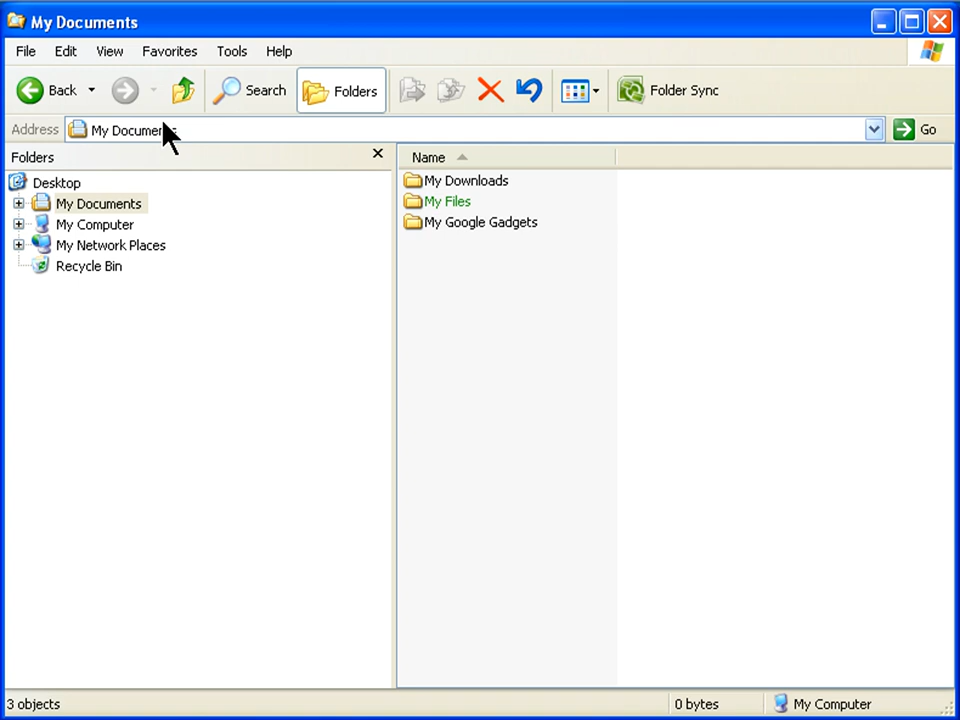 My Documents
File Edit View Favorites Tools Help
Back Search Folders Folder Sync
Address My Documents Go
Folders
Name
Desktop
My Documents
My Computer
My Network Places
Recycle Bin
My Downloads
My Files
My Google Gadgets
3 objects 0 bytes My Computer